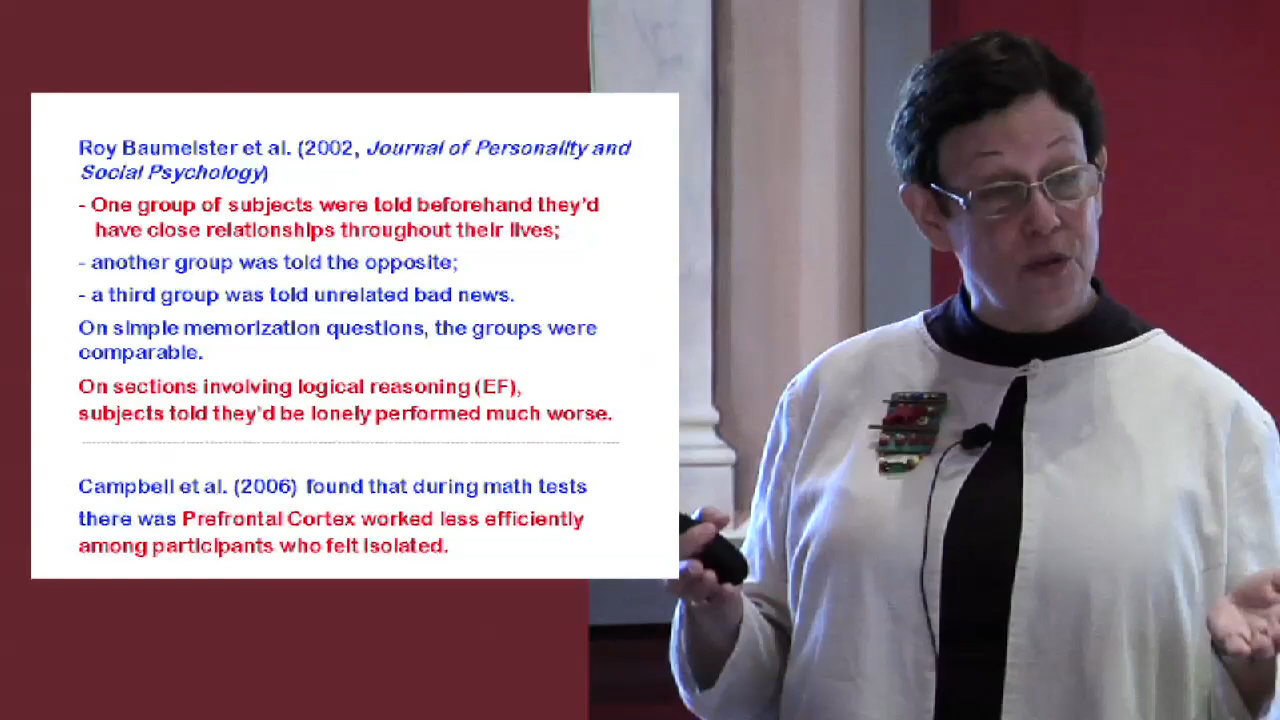 Roy Baumeister et al. (2002, Journal of Personality and
Social Psychology)
- One group of subjects were told beforehand they'd
have close relationships throughout their lives;
- another group was told the opposite;
- a third group was told unrelated bad news.
On simple memorization questions, the groups were
comparable.
On sections involving logical reasoning (EF),
subjects told they'd be lonely performed much worse.
Campbell et al. (2006) found that during math tests
there was Prefrontal Cortex worked less efficiently
among participants who felt isolated.